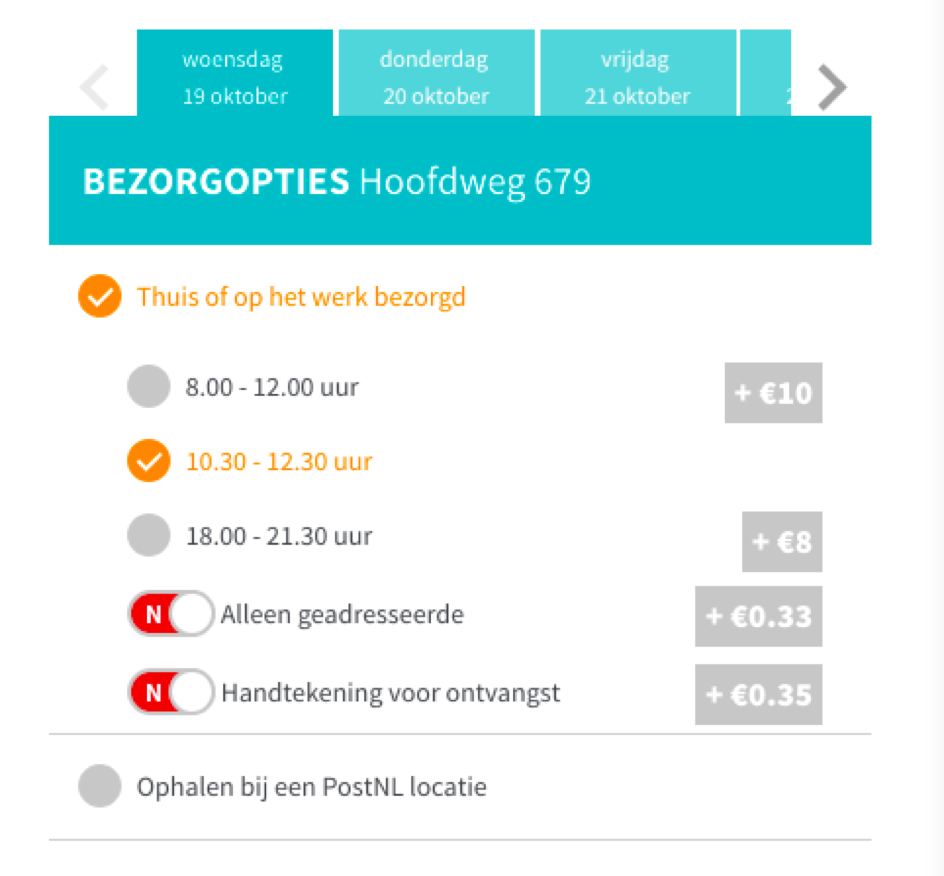 woensdag donderdag vrijdag
19 oktober 20 oktober 21 oktober
BEZORGOPTIES Hoofdweg 679
Thuis of op het werk bezorgd
8.00 - 12.00 uur + €10
10.30 - 12.30 uur
18.00 - 21.30 uur + €8
N Alleen geadresseerde + €0.33
N Handtekening voor ontvangst + €0.35
Ophalen bij een PostNL locatie